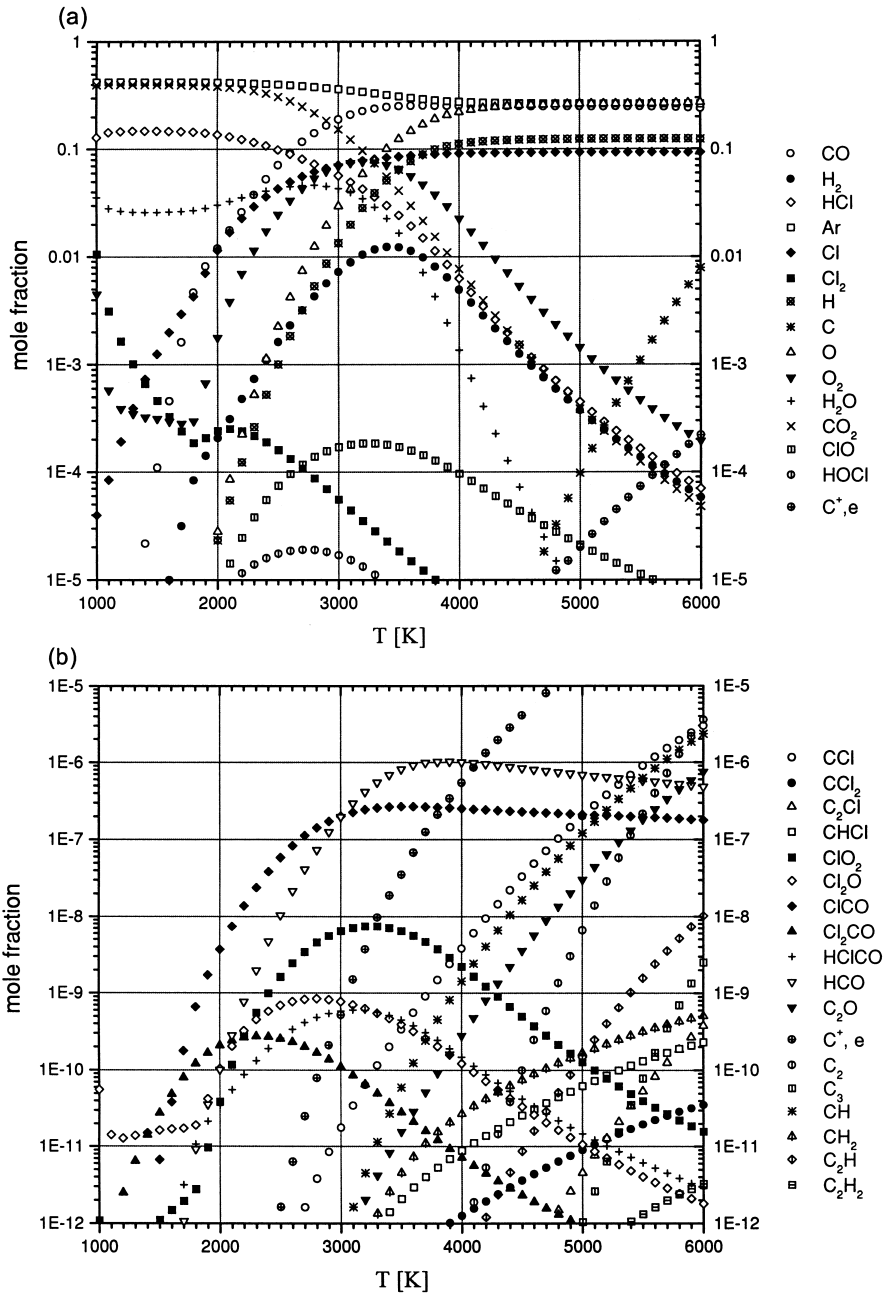 (a)
1
0.1
0.01
1E-3
1E-4
1E-5
1
0.1
0.01
1E-3
1E-4
1E-5
mole fraction
1000
2000
3000
4000
5000
6000
T [K]
CO
H2
HCl
Ar
Cl
Cl2
H
C
O
O2
H2O
CO2
ClO
HOCl
C+,e
(b)
1E-5
1E-6
1E-7
1E-8
1E-9
1E-10
1E-11
1E-12
1E-5
1E-6
1E-7
1E-8
1E-9
1E-10
1E-11
1E-12
mole fraction
1000
2000
3000
4000
5000
6000
T [K]
CCl
CCl2
C2Cl
CHCl
ClO2
Cl2O
ClCO
Cl2CO
HClCO
HCO
C2O
C+, e
C2
C3
CH
CH2
C2H
C2H2